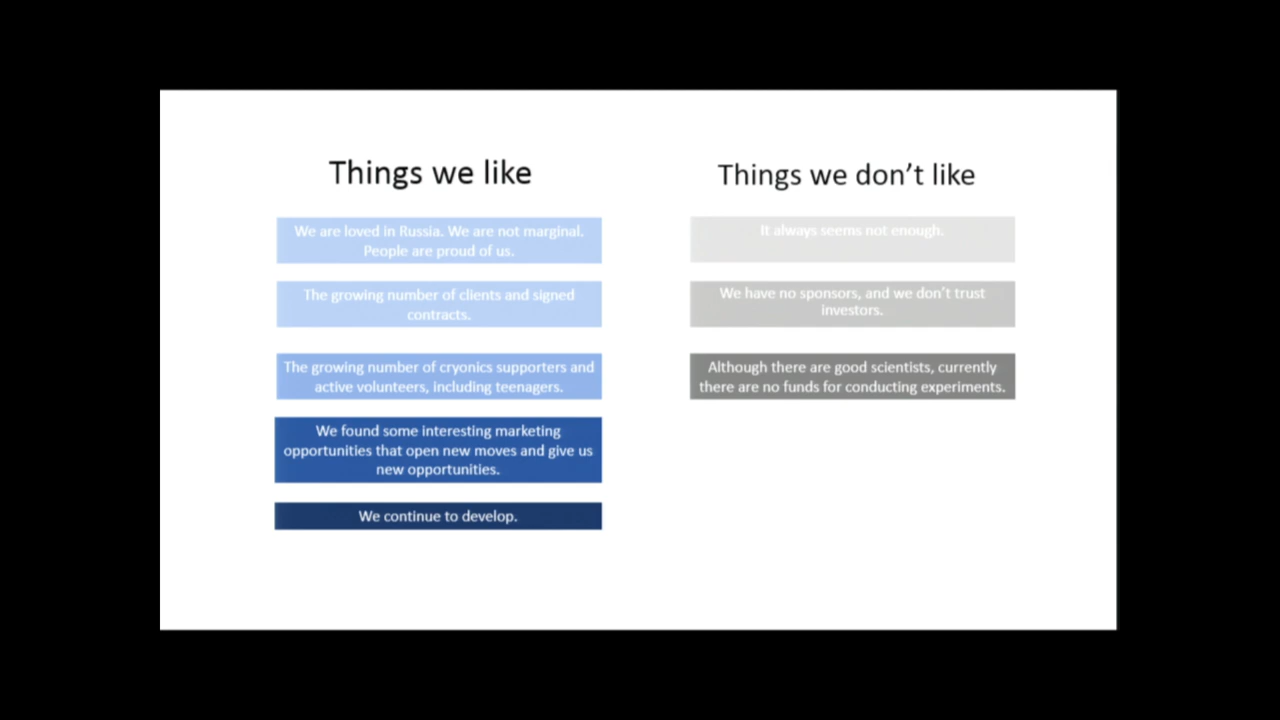 Things we like
We are loved in Russia. We are not marginal.
People are proud of us.
The growing number of clients and signed
contracts.
The growing number of cryonics supporters and
active volunteers, including teenagers.
We found some interesting marketing
opportunities that open new moves and give us
new opportunities.
We continue to develop.
Things we don't like
It always seems not enough.
We have no sponsors, and we don't trust
investors.
Although there are good scientists, currently
there are no funds for conducting experiments.